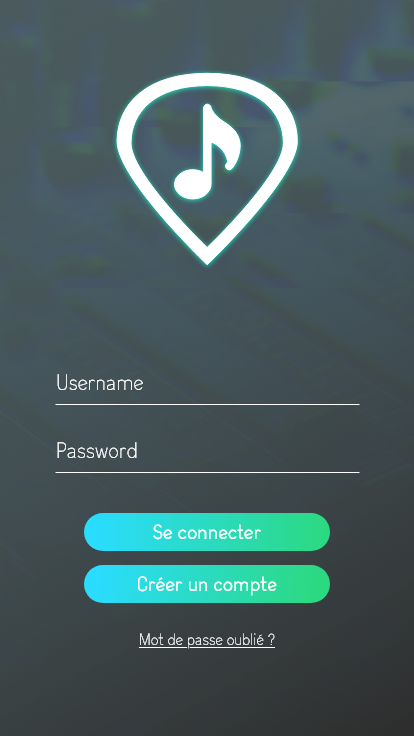 Username
Password
Se connecter
Créer un compte
Mot de passe oublié ?